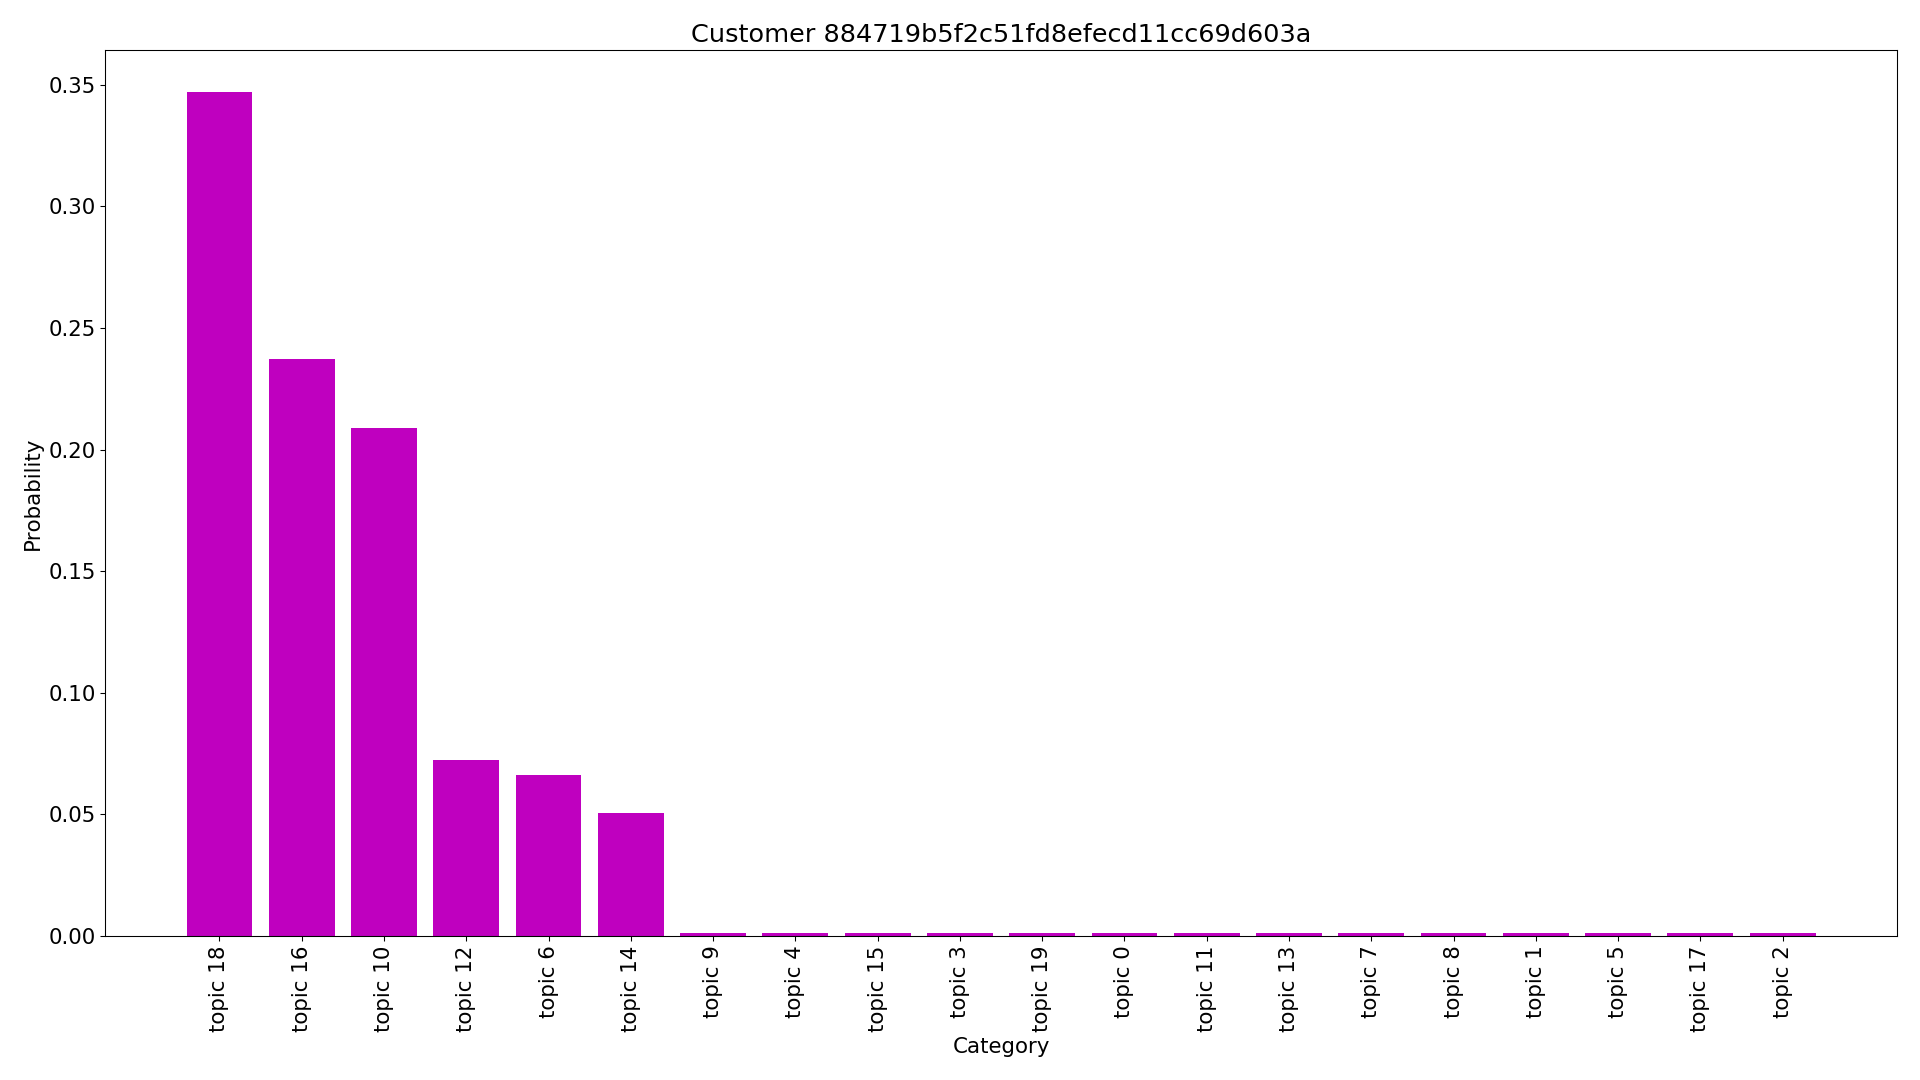 Customer 884719b5f2c51fd8efecd11cc69d603a
Probability
0.35
0.30
0.25
0.20
0.15
0.10
0.05
0.00
topic 18
topic 16
topic 10
topic 12
topic 6
topic 14
topic 9
topic 4
topic 15
topic 3
topic 19
topic 0
topic 11
topic 13
topic 7
topic 8
topic 1
topic 5
topic 17
topic 2
Category